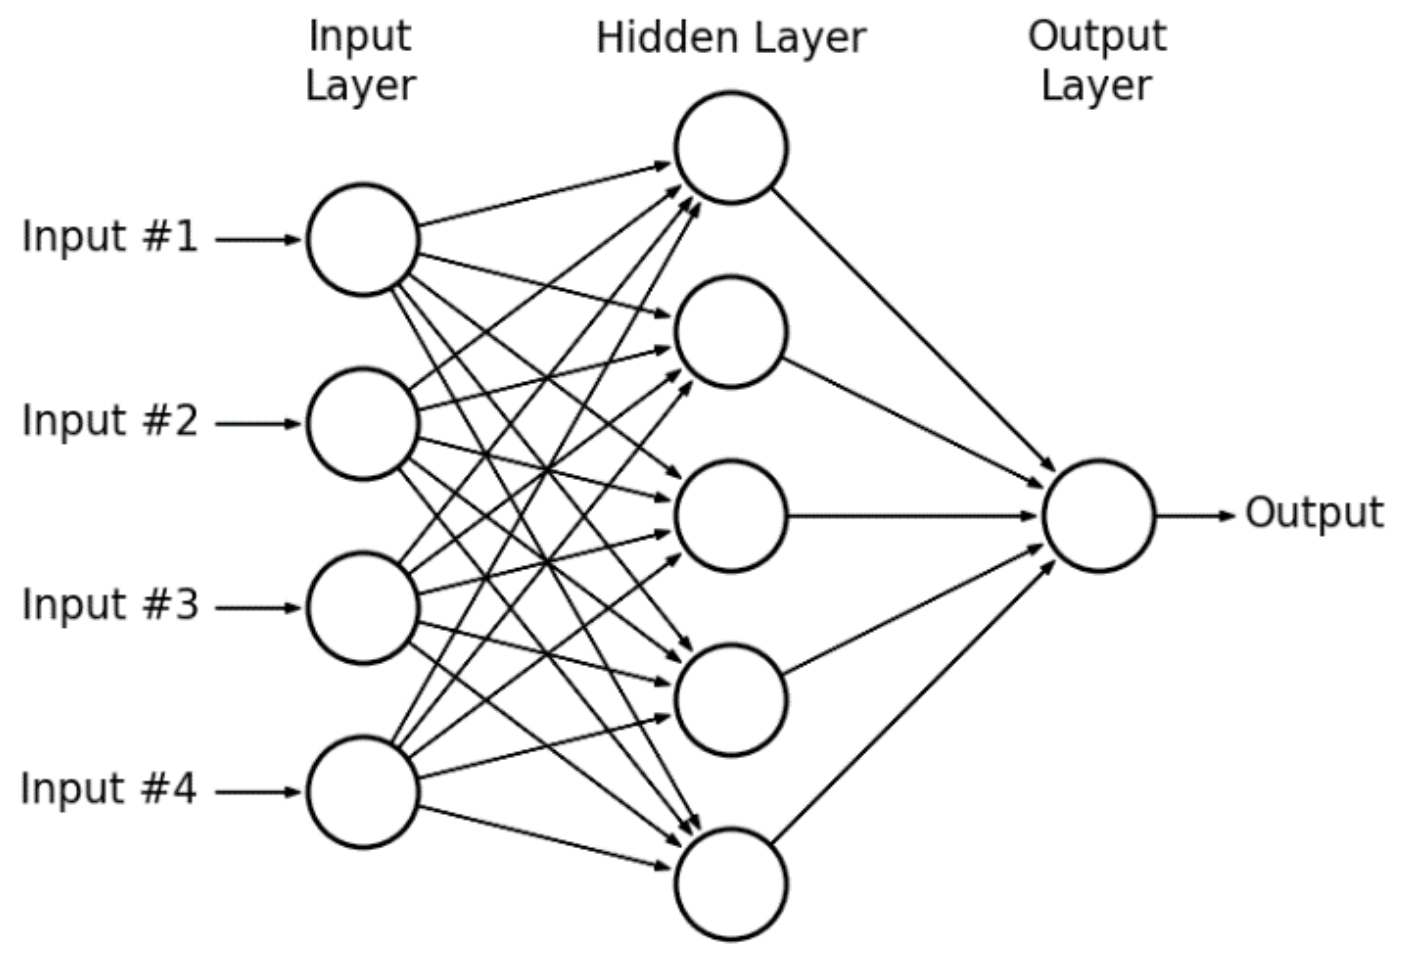 Input
Layer
Hidden Layer
Output
Layer
Input #1
Input #2
Input #3
Input #4
Output